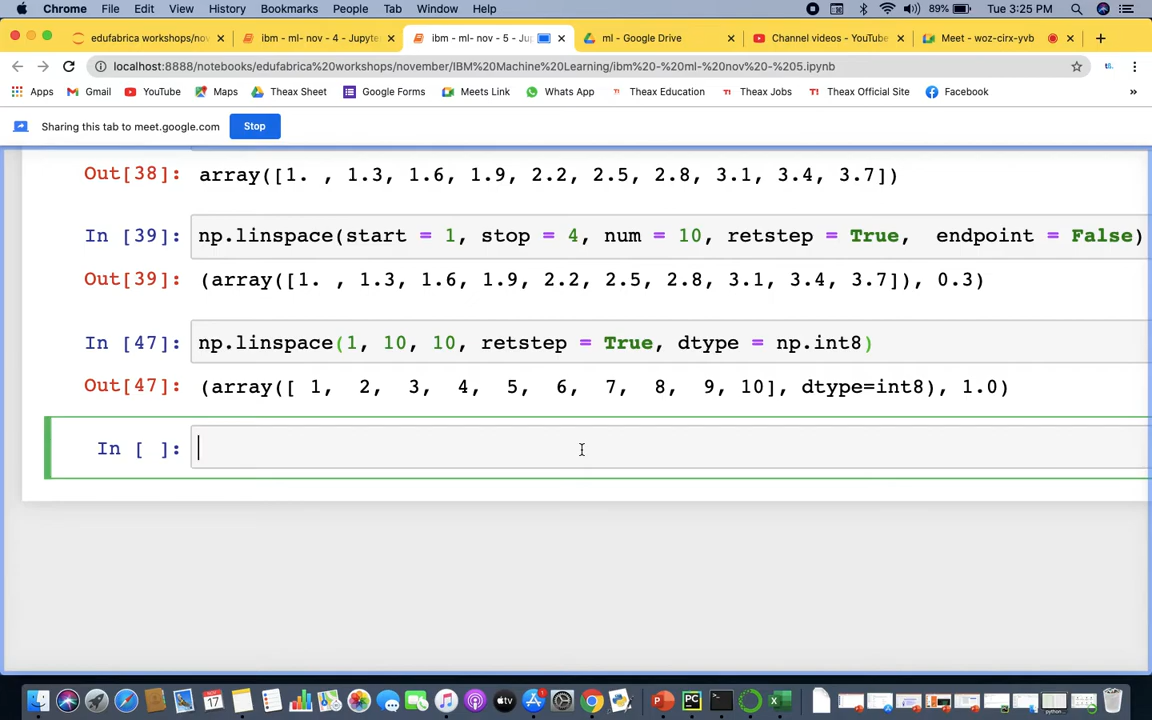 Chrome File Edit View History Bookmarks People Tab Window Help 89% Tue 3:25 PM
edufabrica workshops/nov ibm - ml- nov - 4 - Jupyte ibm - ml- nov - 5 - Ju ml - Google Drive Channel videos - YouTube Meet - woz-cirx-yvb
localhost:8888/notebooks/edufabrica%20workshops/november/IBM%20Machine%20Learning/ibm%20-%20ml-%20nov%20-%205.ipynb
Apps Gmail YouTube Maps Theax Sheet Google Forms Meets Link Whats App Theax Education Theax Jobs Theax Official Site Facebook »
Sharing this tab to meet.google.com Stop
Out[38]: array([1. , 1.3, 1.6, 1.9, 2.2, 2.5, 2.8, 3.1, 3.4, 3.7])
In [39]: np.linspace(start = 1, stop = 4, num = 10, retstep = True,  endpoint = False)
Out[39]: (array([1. , 1.3, 1.6, 1.9, 2.2, 2.5, 2.8, 3.1, 3.4, 3.7]), 0.3)
In [47]: np.linspace(1, 10, 10, retstep = True, dtype = np.int8)
Out[47]: (array([ 1,  2,  3,  4,  5,  6,  7,  8,  9, 10], dtype=int8), 1.0)
In [ ]: